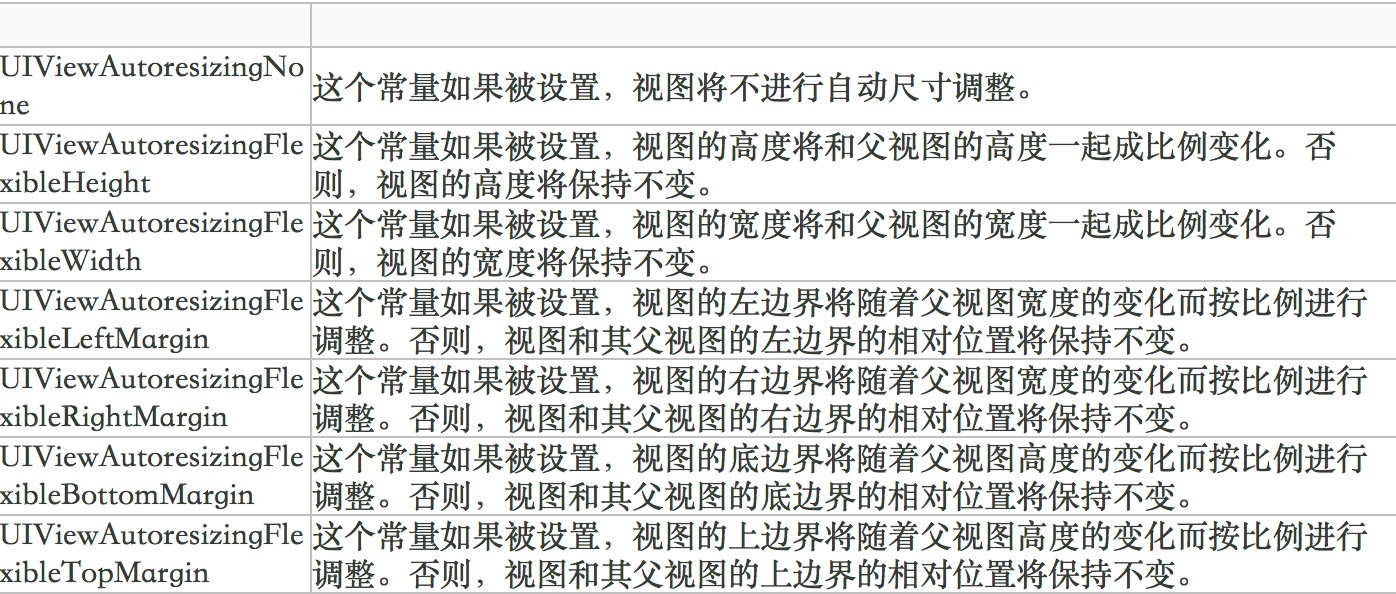 UIViewAutoresizingNo
ne
这个常量如果被设置，视图将不进行自动尺寸调整。
UIViewAutoresizingFle
xibleHeight
这个常量如果被设置，视图的高度将和父视图的高度一起成比例变化。否
则，视图的高度将保持不变。
UIViewAutoresizingFle
xibleWidth
这个常量如果被设置，视图的宽度将和父视图的宽度一起成比例变化。否
则，视图的宽度将保持不变。
UIViewAutoresizingFle
xibleLeftMargin
这个常量如果被设置，视图的左边界将随着父视图宽度的变化而按比例进行
调整。否则，视图和其父视图的左边界的相对位置将保持不变。
UIViewAutoresizingFle
xibleRightMargin
这个常量如果被设置，视图的右边界将随着父视图宽度的变化而按比例进行
调整。否则，视图和其父视图的右边界的相对位置将保持不变。
UIViewAutoresizingFle
xibleBottomMargin
这个常量如果被设置，视图的底边界将随着父视图高度的变化而按比例进行
调整。否则，视图和其父视图的底边界的相对位置将保持不变。
UIViewAutoresizingFle
xibleTopMargin
这个常量如果被设置，视图的上边界将随着父视图高度的变化而按比例进行
调整。否则，视图和其父视图的上边界的相对位置将保持不变。